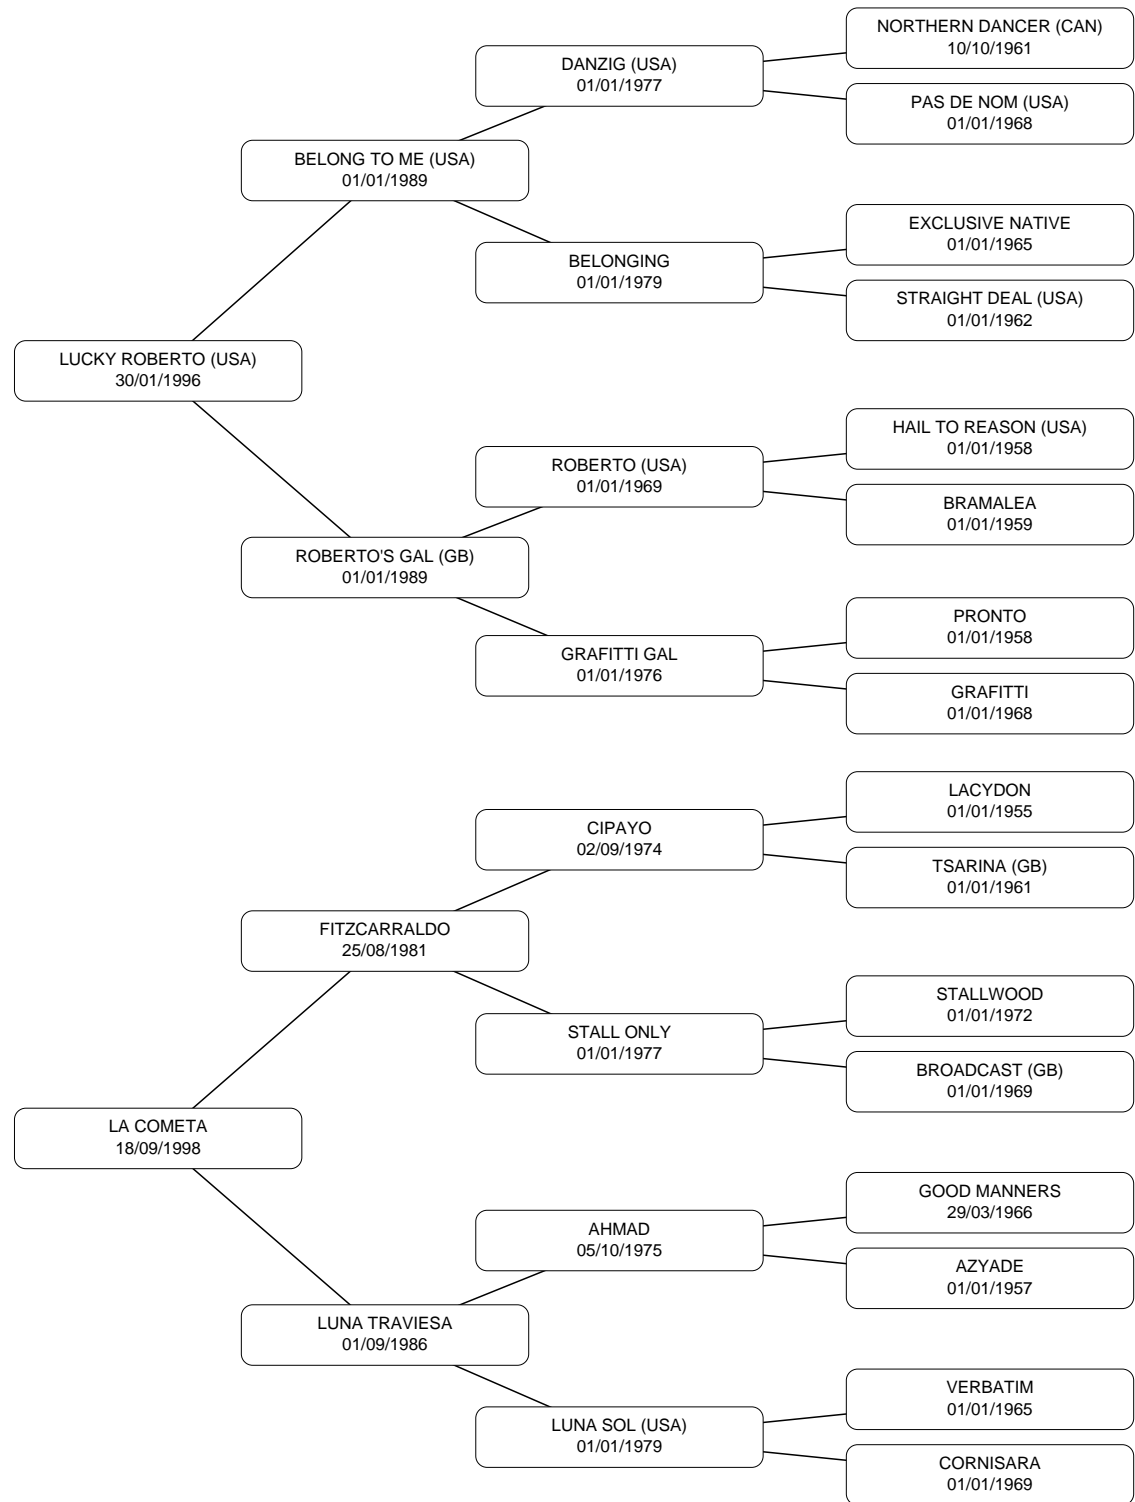 NORTHERN DANCER (CAN)
10/10/1961
DANZIG (USA)
01/01/1977
PAS DE NOM (USA)
01/01/1968
BELONG TO ME (USA)
01/01/1989
EXCLUSIVE NATIVE
01/01/1965
BELONGING
01/01/1979
STRAIGHT DEAL (USA)
01/01/1962
LUCKY ROBERTO (USA)
30/01/1996
HAIL TO REASON (USA)
01/01/1958
ROBERTO (USA)
01/01/1969
BRAMALEA
01/01/1959
ROBERTO'S GAL (GB)
01/01/1989
PRONTO
01/01/1958
GRAFITTI GAL
01/01/1976
GRAFITTI
01/01/1968
LACYDON
01/01/1955
CIPAYO
02/09/1974
TSARINA (GB)
01/01/1961
FITZCARRALDO
25/08/1981
STALLWOOD
01/01/1972
STALL ONLY
01/01/1977
BROADCAST (GB)
01/01/1969
LA COMETA
18/09/1998
GOOD MANNERS
29/03/1966
AHMAD
05/10/1975
AZYADE
01/01/1957
LUNA TRAVIESA
01/09/1986
VERBATIM
01/01/1965
LUNA SOL (USA)
01/01/1979
CORNISARA
01/01/1969